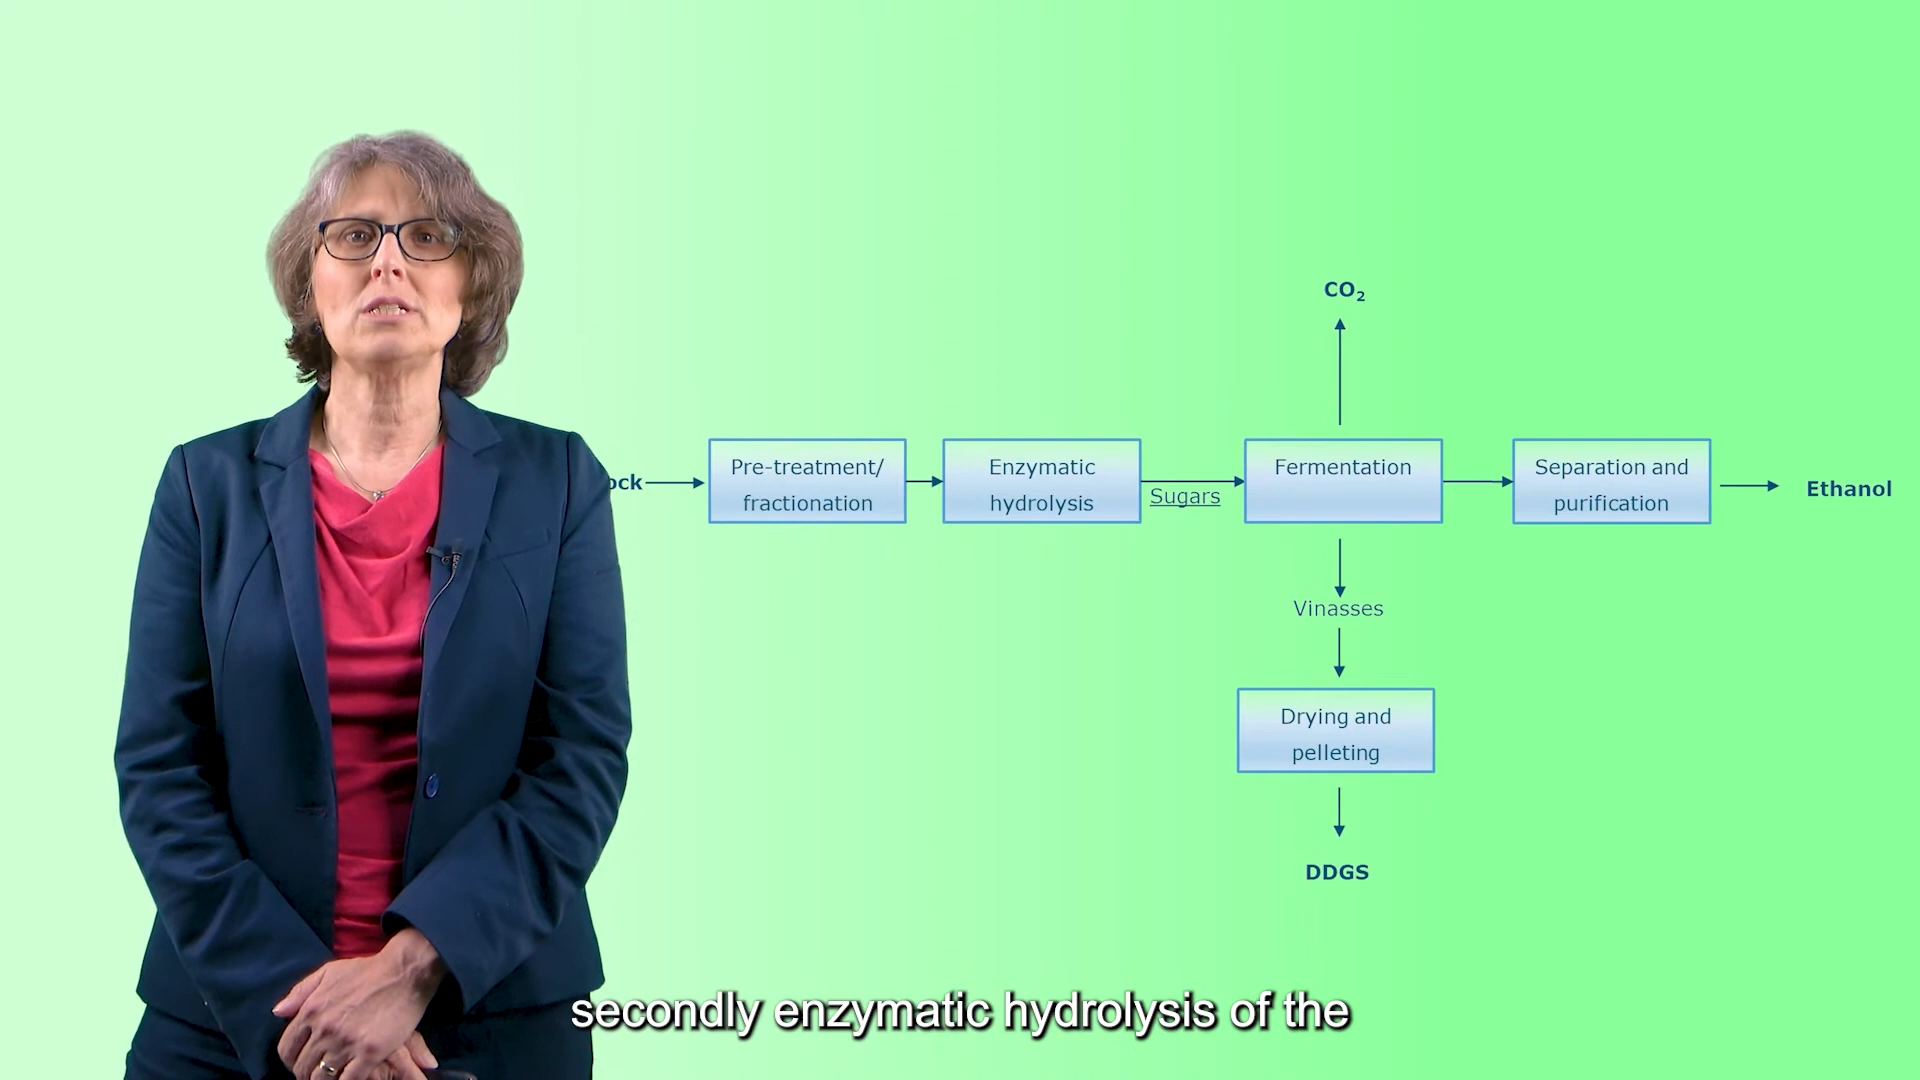 CO₂
ock
Pre-treatment/
fractionation
Enzymatic
hydrolysis
Sugars
Fermentation
Separation and
purification
Ethanol
Vinasses
Drying and
pelleting
DDGS
secondly enzymatic hydrolysis of the